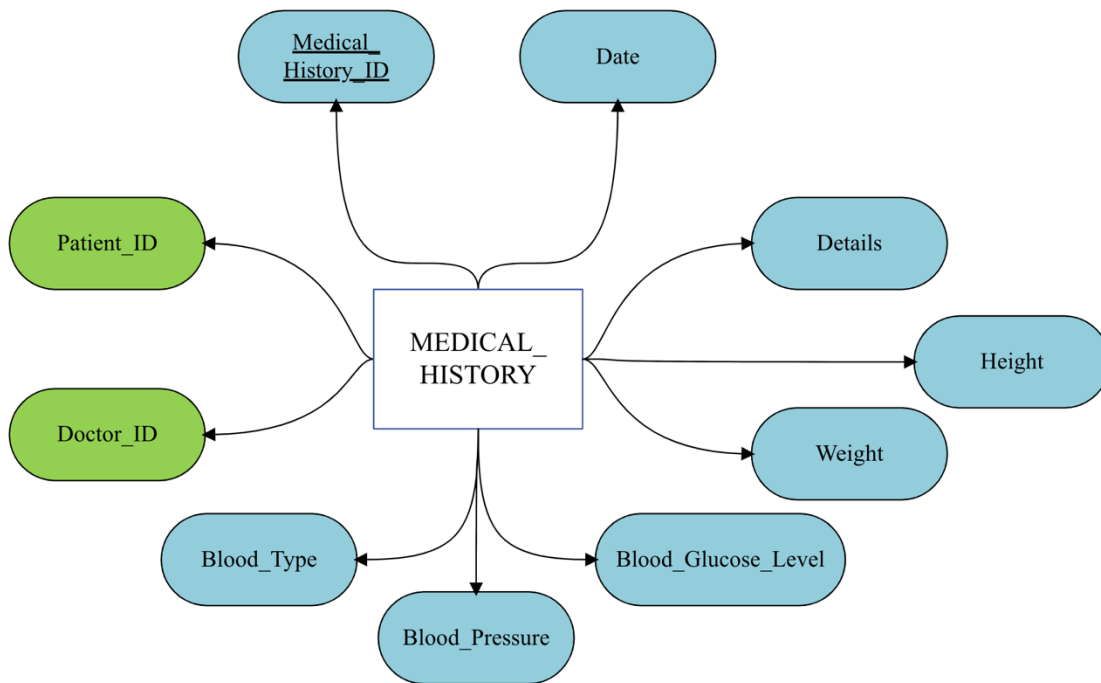 Medical_
History_ID
Date
Patient_ID
Details
MEDICAL_
HISTORY
Height
Doctor_ID
Weight
Blood_Type
Blood_Glucose_Level
Blood_Pressure